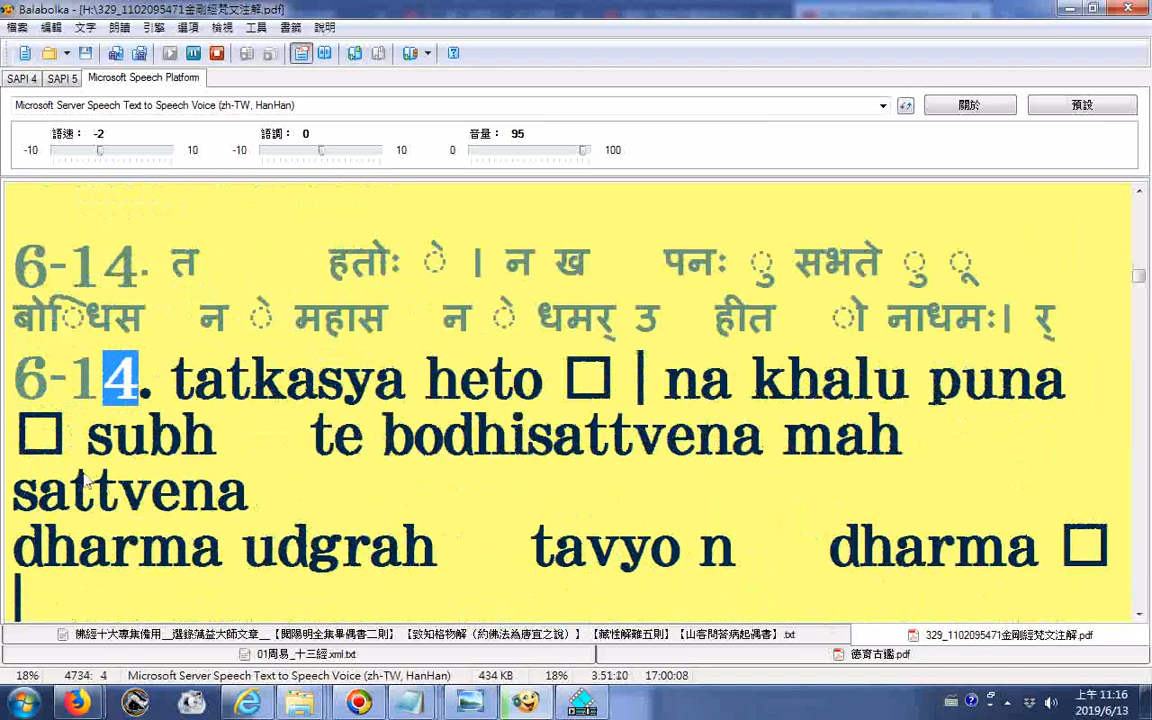 Balabolka - [H:\329_1102095471金剛經梵文注解.pdf]
檔案 編輯 文字 朗讀 引擎 選項 檢視 工具 書籤 說明
SAPI 4 SAPI 5 Microsoft Speech Platform
Microsoft Server Speech Text to Speech Voice (zh-TW, HanHan) 關於 預設
語速： -2 語調： 0 音量： 95
-10 10 -10 10 0 100
6-14. त हतोः े । न ख पनः ु सभते ु ू
बोिधस न े महास न े धमर् उ हीत ो नाधमः। र्
6-14. tatkasya heto □ | na khalu puna
□ subh te bodhisattvena mah
sattvena
dharma udgrah tavyo n dharma □
|
佛經十大專集備用__選錄蕅益大師文章__【閱陽明全集畢偶書二則】 【致知格物解（約佛法為唐宜之說）】 【藏性解難五則】 【山客問答病起偶書】.txt 329_1102095471金剛經梵文注解.pdf
01周易_十三經.xml.txt 德育古鑑.pdf
18% 4734: 4 Microsoft Server Speech Text to Speech Voice (zh-TW, HanHan) 434 KB 18% 3:51:20 17:00:08
上午 11:16
2019/6/13